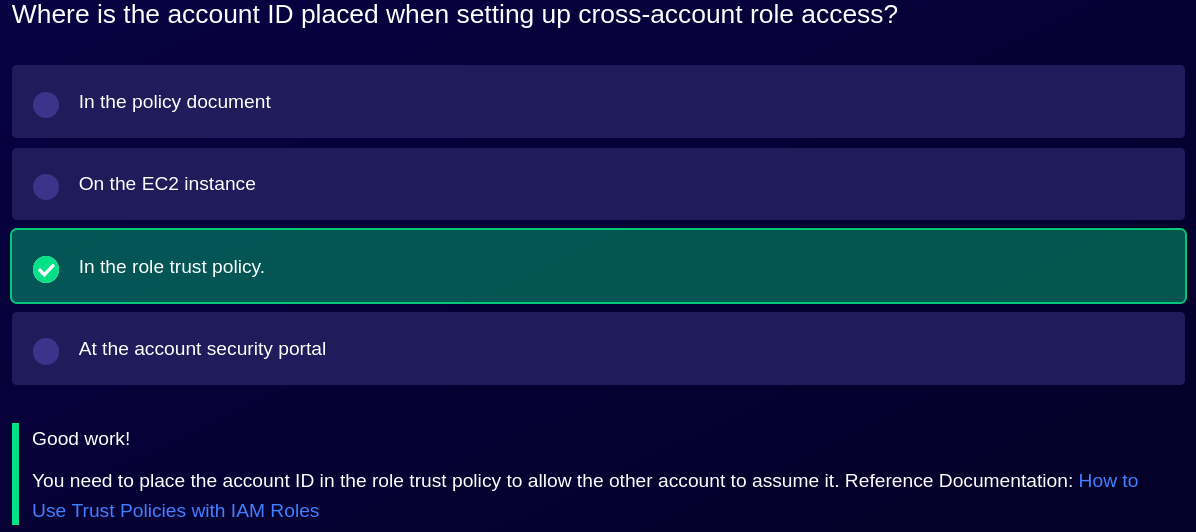 Where is the account ID placed when setting up cross-account role access?
In the policy document
On the EC2 instance
In the role trust policy.
At the account security portal
Good work!
You need to place the account ID in the role trust policy to allow the other account to assume it. Reference Documentation: How to
Use Trust Policies with IAM Roles